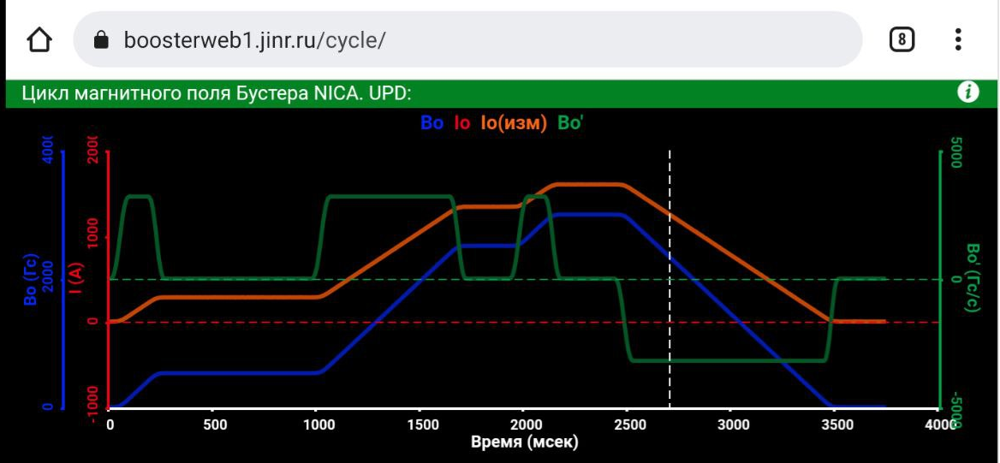 boosterweb1.jinr.ru/cycle/
8
Цикл магнитного поля Бустера NICA. UPD:
i
Bo Io Io(изм) Bo'
4000 2000 5000
1000
Bo (Гс) 2000 I (A) 0 Bo' (Гс/с)
0
0 -1000 -5000
0 500 1000 1500 2000 2500 3000 3500 4000
Время (мсек)